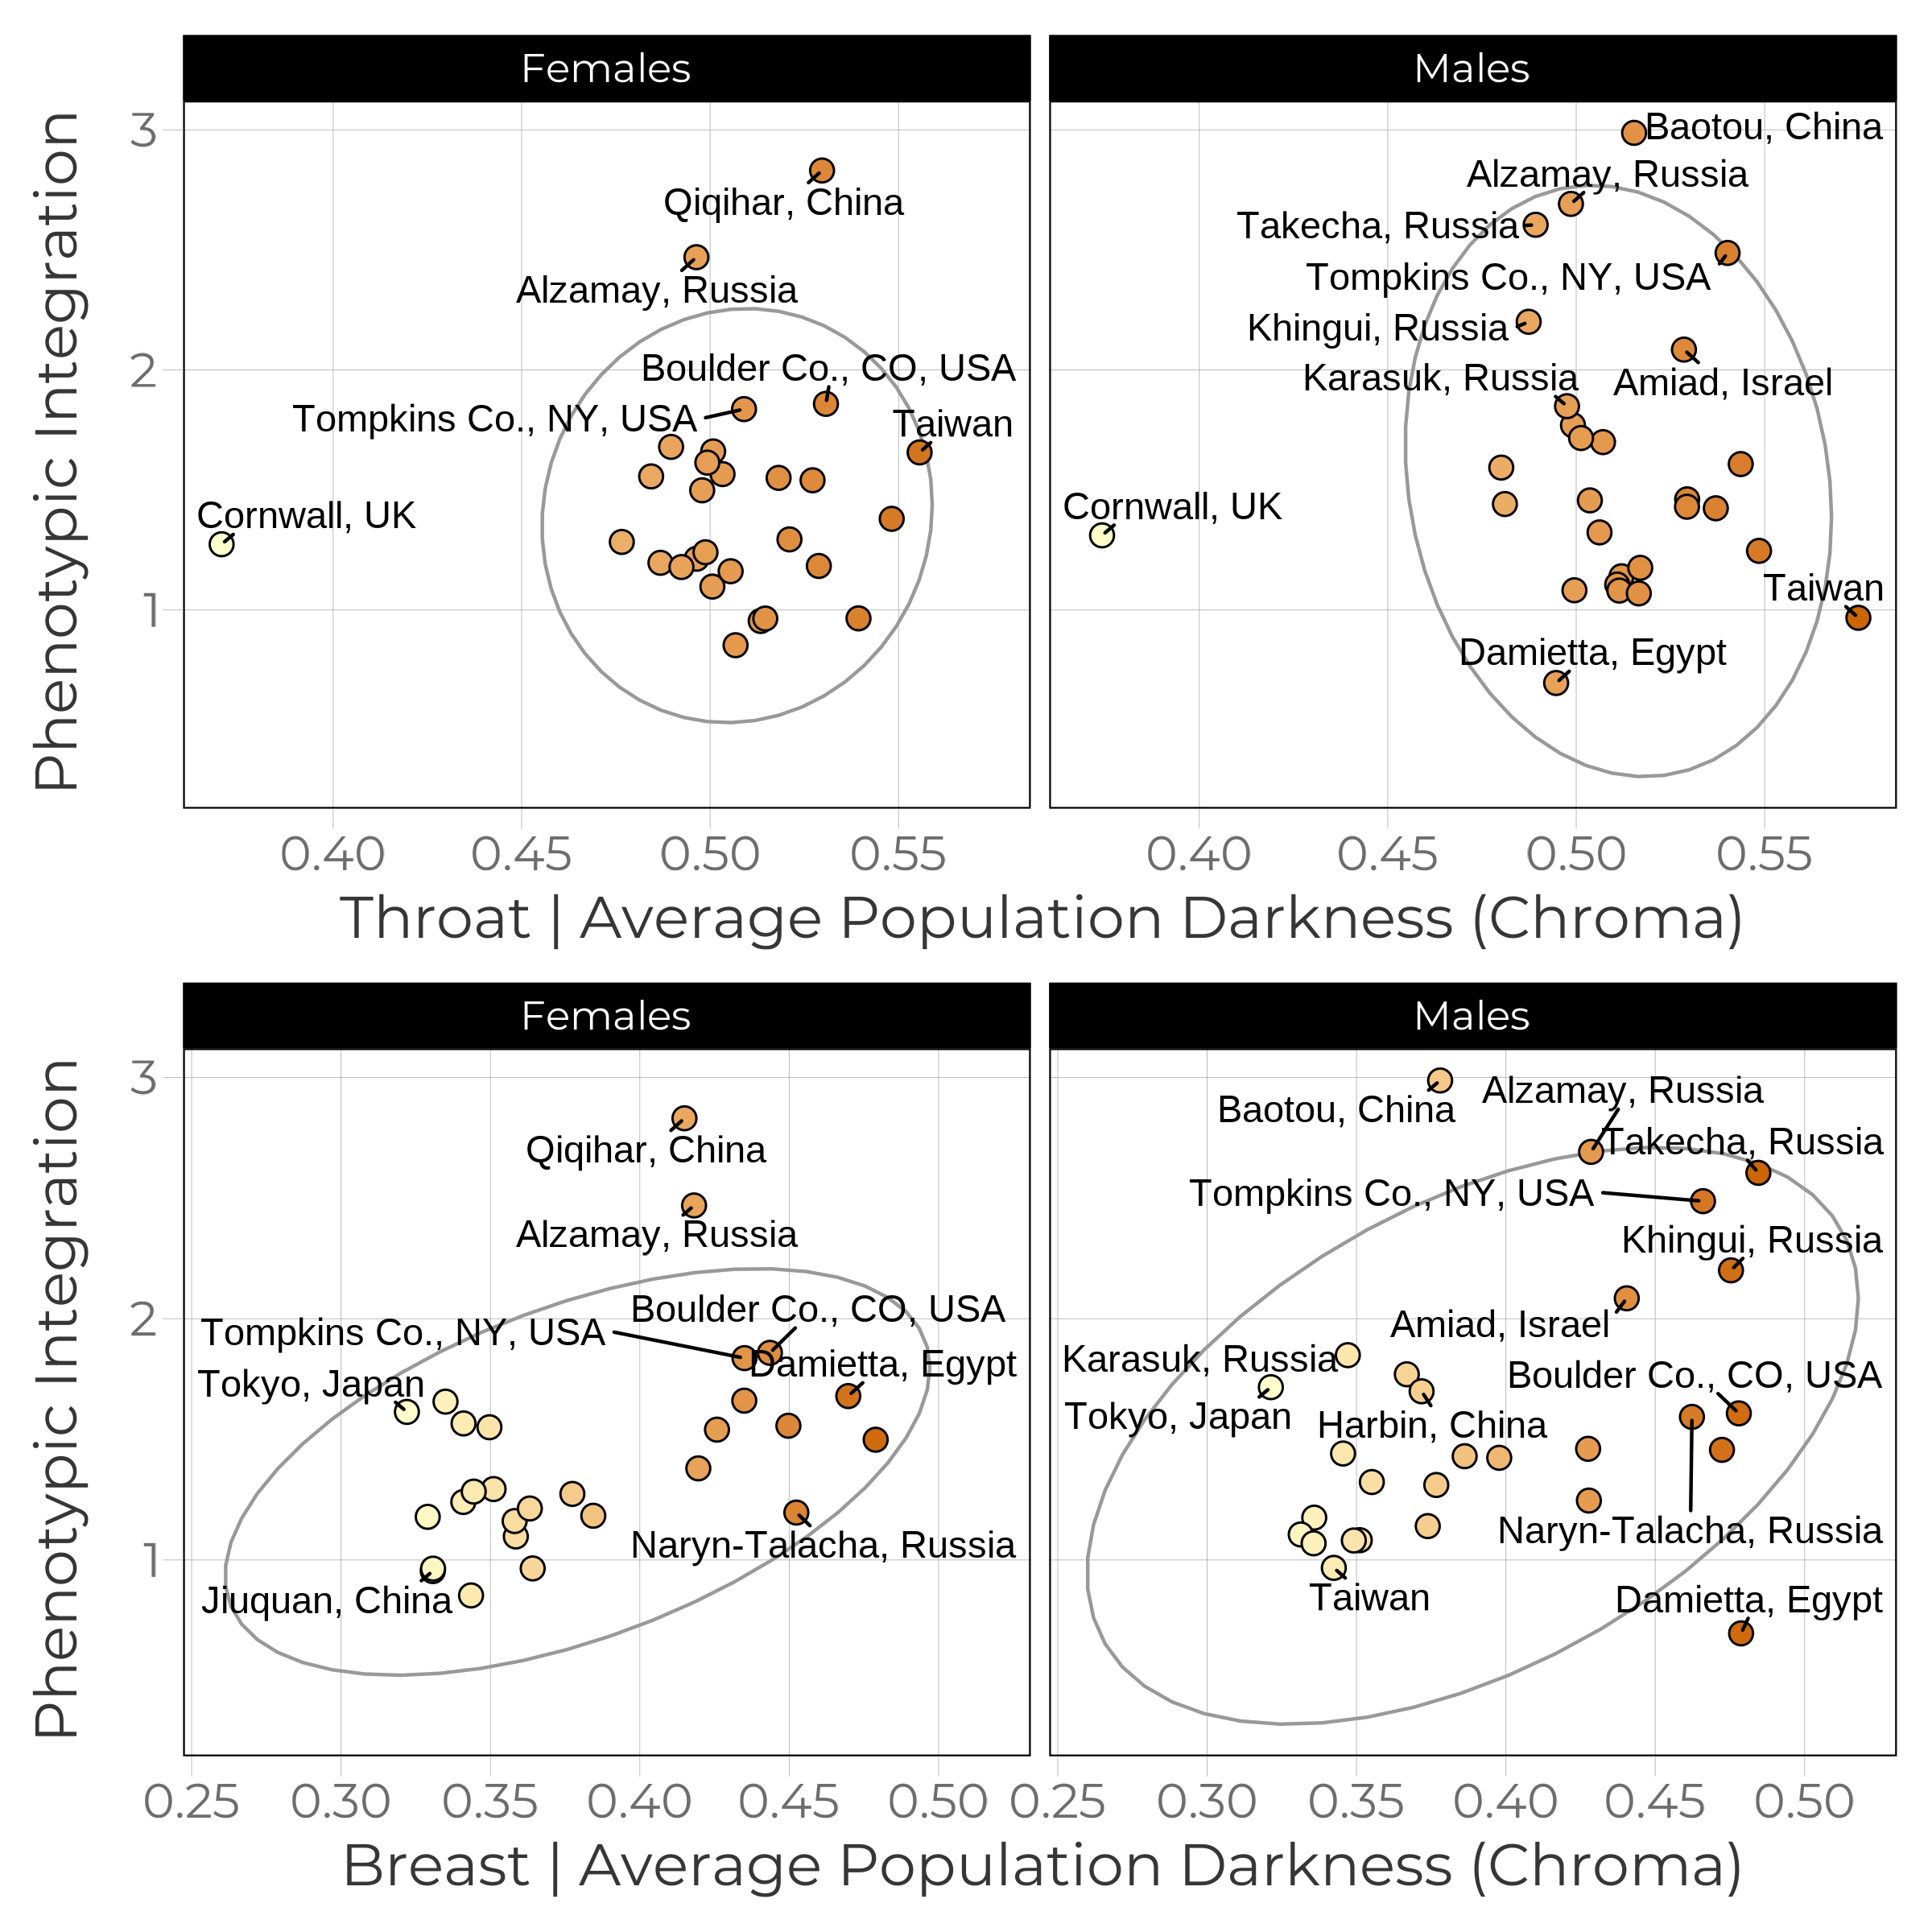 Females
Males
Phenotypic Integration
3
2
1
Qiqihar, China
Alzamay, Russia
Boulder Co., CO, USA
Tompkins Co., NY, USA
Taiwan
Cornwall, UK
Baotou, China
Alzamay, Russia
Takecha, Russia
Tompkins Co., NY, USA
Khingui, Russia
Karasuk, Russia
Amiad, Israel
Cornwall, UK
Taiwan
Damietta, Egypt
0.40 0.45 0.50 0.55
0.40 0.45 0.50 0.55
Throat | Average Population Darkness (Chroma)
Females
Males
Phenotypic Integration
3
2
1
Qiqihar, China
Alzamay, Russia
Boulder Co., CO, USA
Tompkins Co., NY, USA
Damietta, Egypt
Tokyo, Japan
Naryn-Talacha, Russia
Jiuquan, China
Alzamay, Russia
Baotou, China
Takecha, Russia
Tompkins Co., NY, USA
Khingui, Russia
Amiad, Israel
Karasuk, Russia
Boulder Co., CO, USA
Tokyo, Japan
Harbin, China
Naryn-Talacha, Russia
Taiwan
Damietta, Egypt
0.25 0.30 0.35 0.40 0.45 0.50
0.25 0.30 0.35 0.40 0.45 0.50
Breast | Average Population Darkness (Chroma)